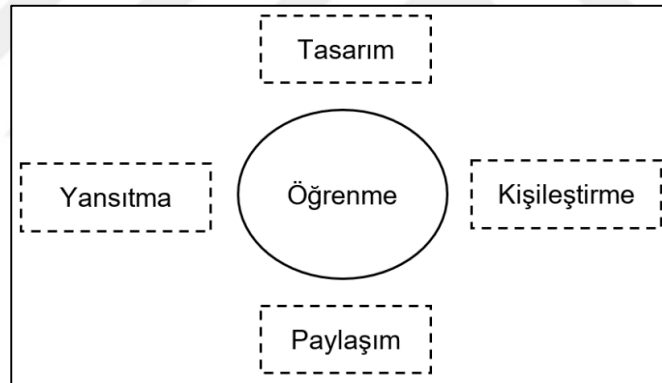 Tasarım
Yansıtma
Öğrenme
Kişileştirme
Paylaşım